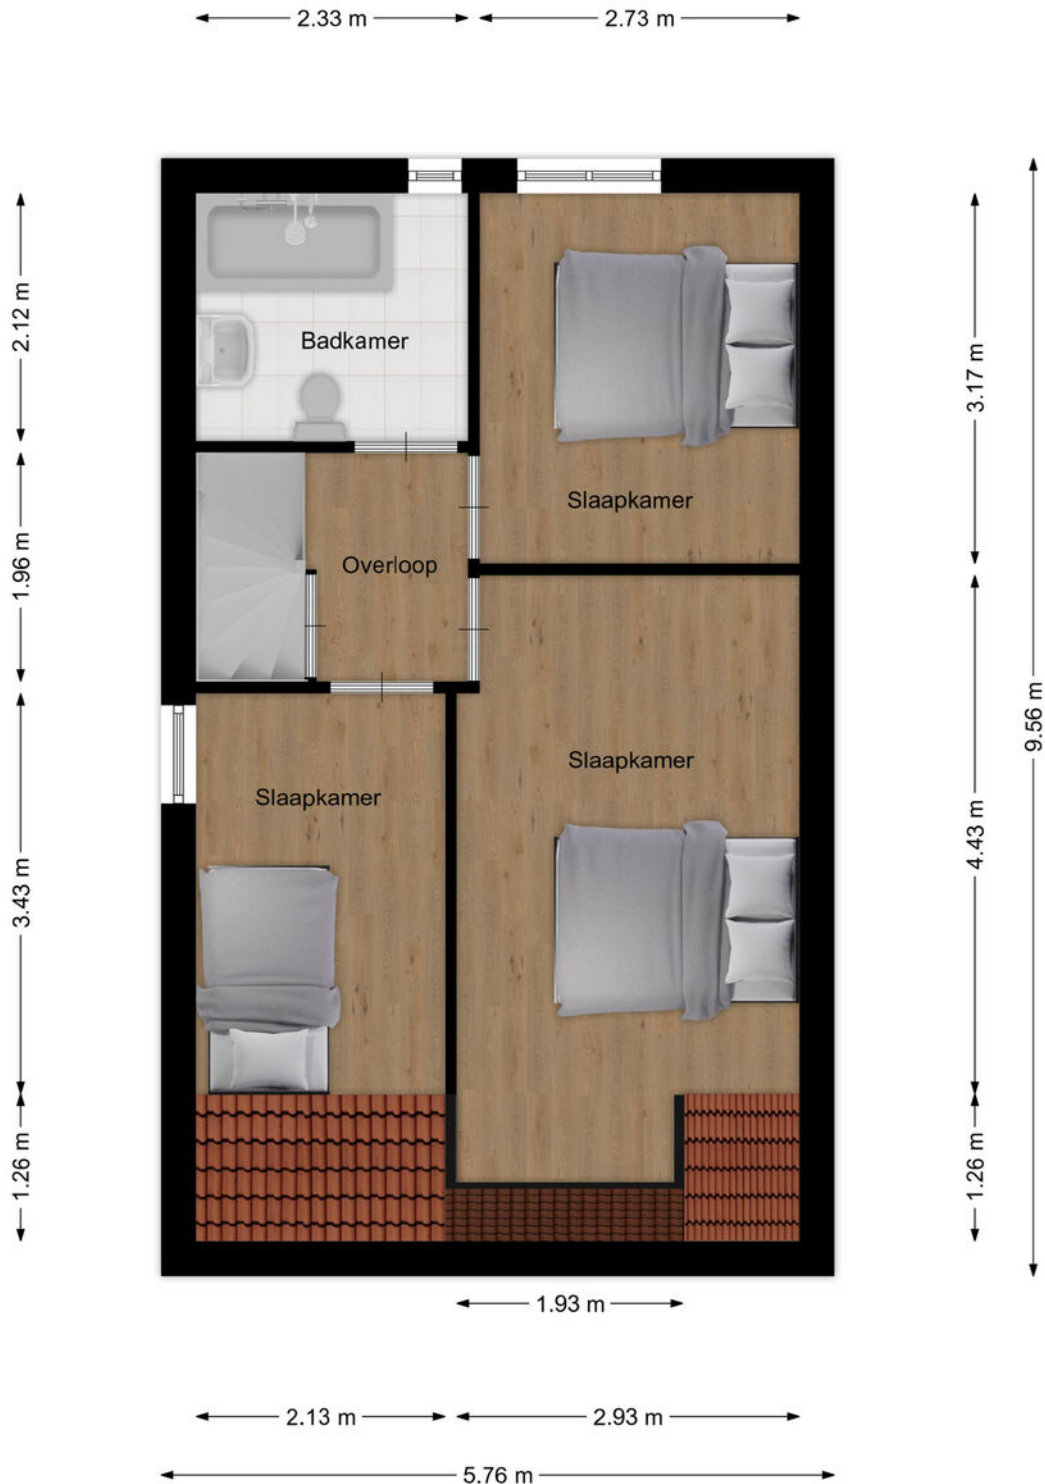 2.33 m
2.73 m
2.12 m
Badkamer
3.17 m
Slaapkamer
1.96 m
Overloop
9.56 m
Slaapkamer
Slaapkamer
4.43 m
3.43 m
1.26 m
1.26 m
1.93 m
2.13 m
2.93 m
5.76 m